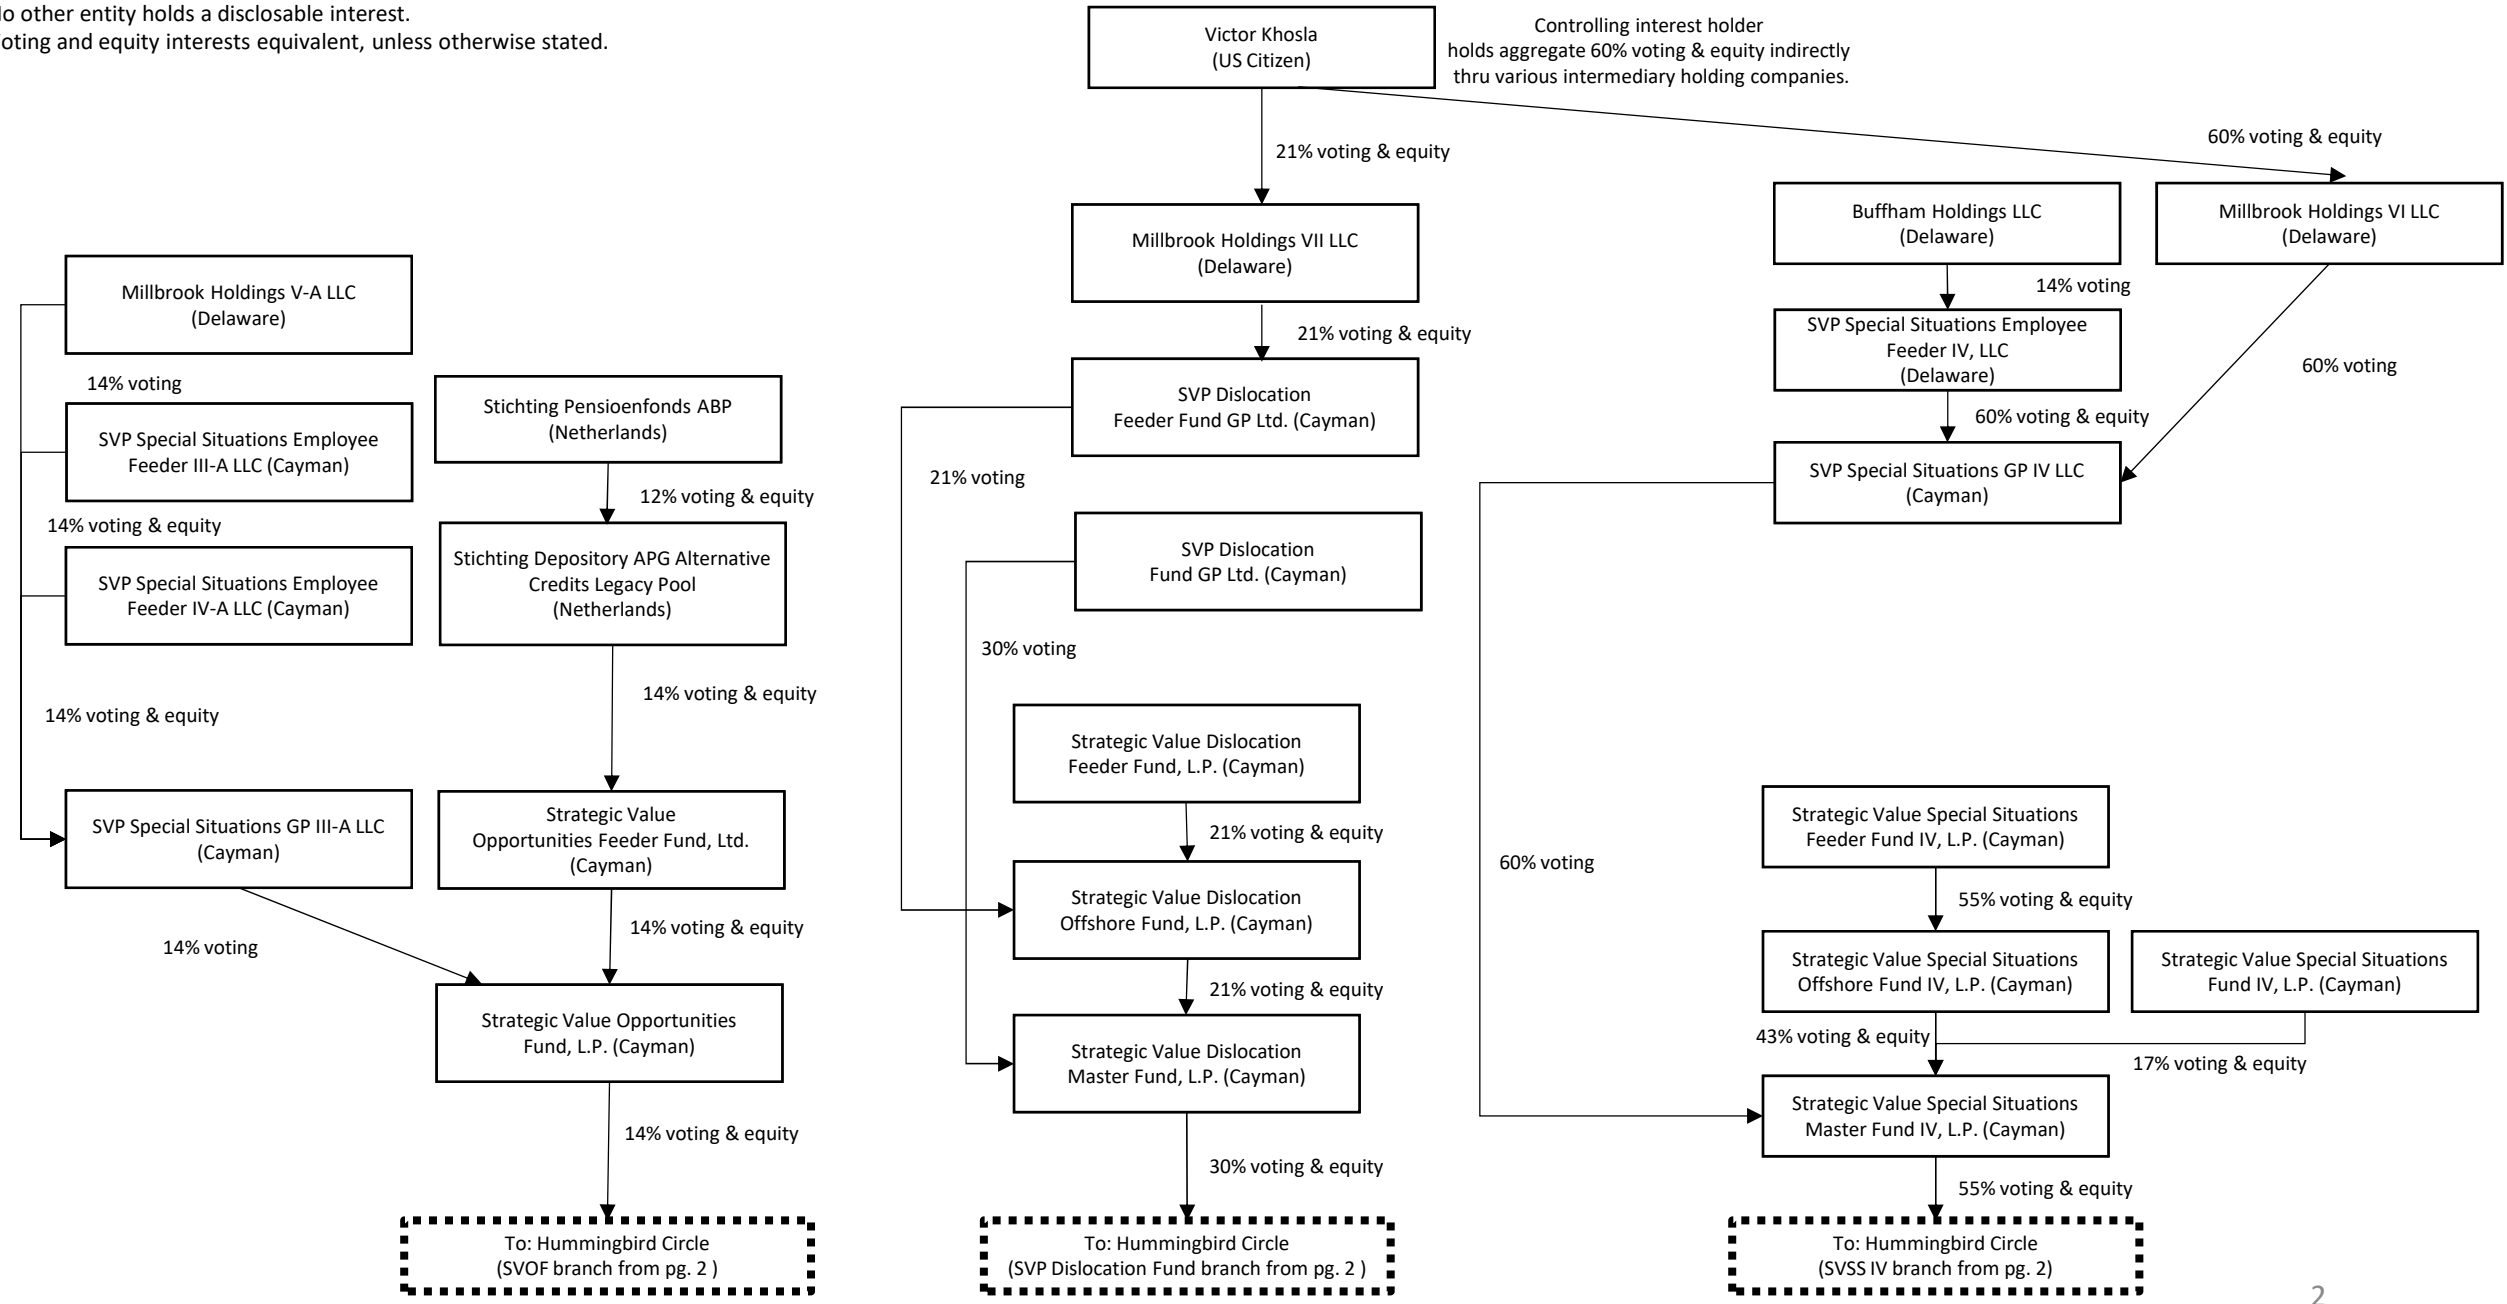 o other entity holds a disclosable interest.
oting and equity interests equivalent, unless otherwise stated.
Victor Khosla
(US Citizen)
Controlling interest holder
holds aggregate 60% voting & equity indirectly
thru various intermediary holding companies.
21% voting & equity
60% voting & equity
Millbrook Holdings VII LLC
(Delaware)
Buffham Holdings LLC
(Delaware)
Millbrook Holdings VI LLC
(Delaware)
Millbrook Holdings V-A LLC
(Delaware)
14% voting
21% voting & equity
SVP Special Situations Employee
Feeder IV, LLC
(Delaware)
60% voting
14% voting
Stichting Pensioenfonds ABP
(Netherlands)
SVP Dislocation
Feeder Fund GP Ltd. (Cayman)
60% voting & equity
SVP Special Situations Employee
Feeder III-A LLC (Cayman)
12% voting & equity
21% voting
SVP Special Situations GP IV LLC
(Cayman)
14% voting & equity
Stichting Depository APG Alternative
Credits Legacy Pool
(Netherlands)
SVP Dislocation
Fund GP Ltd. (Cayman)
SVP Special Situations Employee
Feeder IV-A LLC (Cayman)
30% voting
14% voting & equity
14% voting & equity
Strategic Value Dislocation
Feeder Fund, L.P. (Cayman)
SVP Special Situations GP III-A LLC
(Cayman)
Strategic Value
Opportunities Feeder Fund, Ltd.
(Cayman)
21% voting & equity
60% voting
Strategic Value Special Situations
Feeder Fund IV, L.P. (Cayman)
14% voting
14% voting & equity
Strategic Value Dislocation
Offshore Fund, L.P. (Cayman)
55% voting & equity
21% voting & equity
Strategic Value Special Situations
Offshore Fund IV, L.P. (Cayman)
Strategic Value Special Situations
Fund IV, L.P. (Cayman)
Strategic Value Opportunities
Fund, L.P. (Cayman)
Strategic Value Dislocation
Master Fund, L.P. (Cayman)
43% voting & equity
17% voting & equity
Strategic Value Special Situations
Master Fund IV, L.P. (Cayman)
14% voting & equity
30% voting & equity
55% voting & equity
To: Hummingbird Circle
(SVOF branch from pg. 2 )
To: Hummingbird Circle
(SVP Dislocation Fund branch from pg. 2 )
To: Hummingbird Circle
(SVSS IV branch from pg. 2)
2